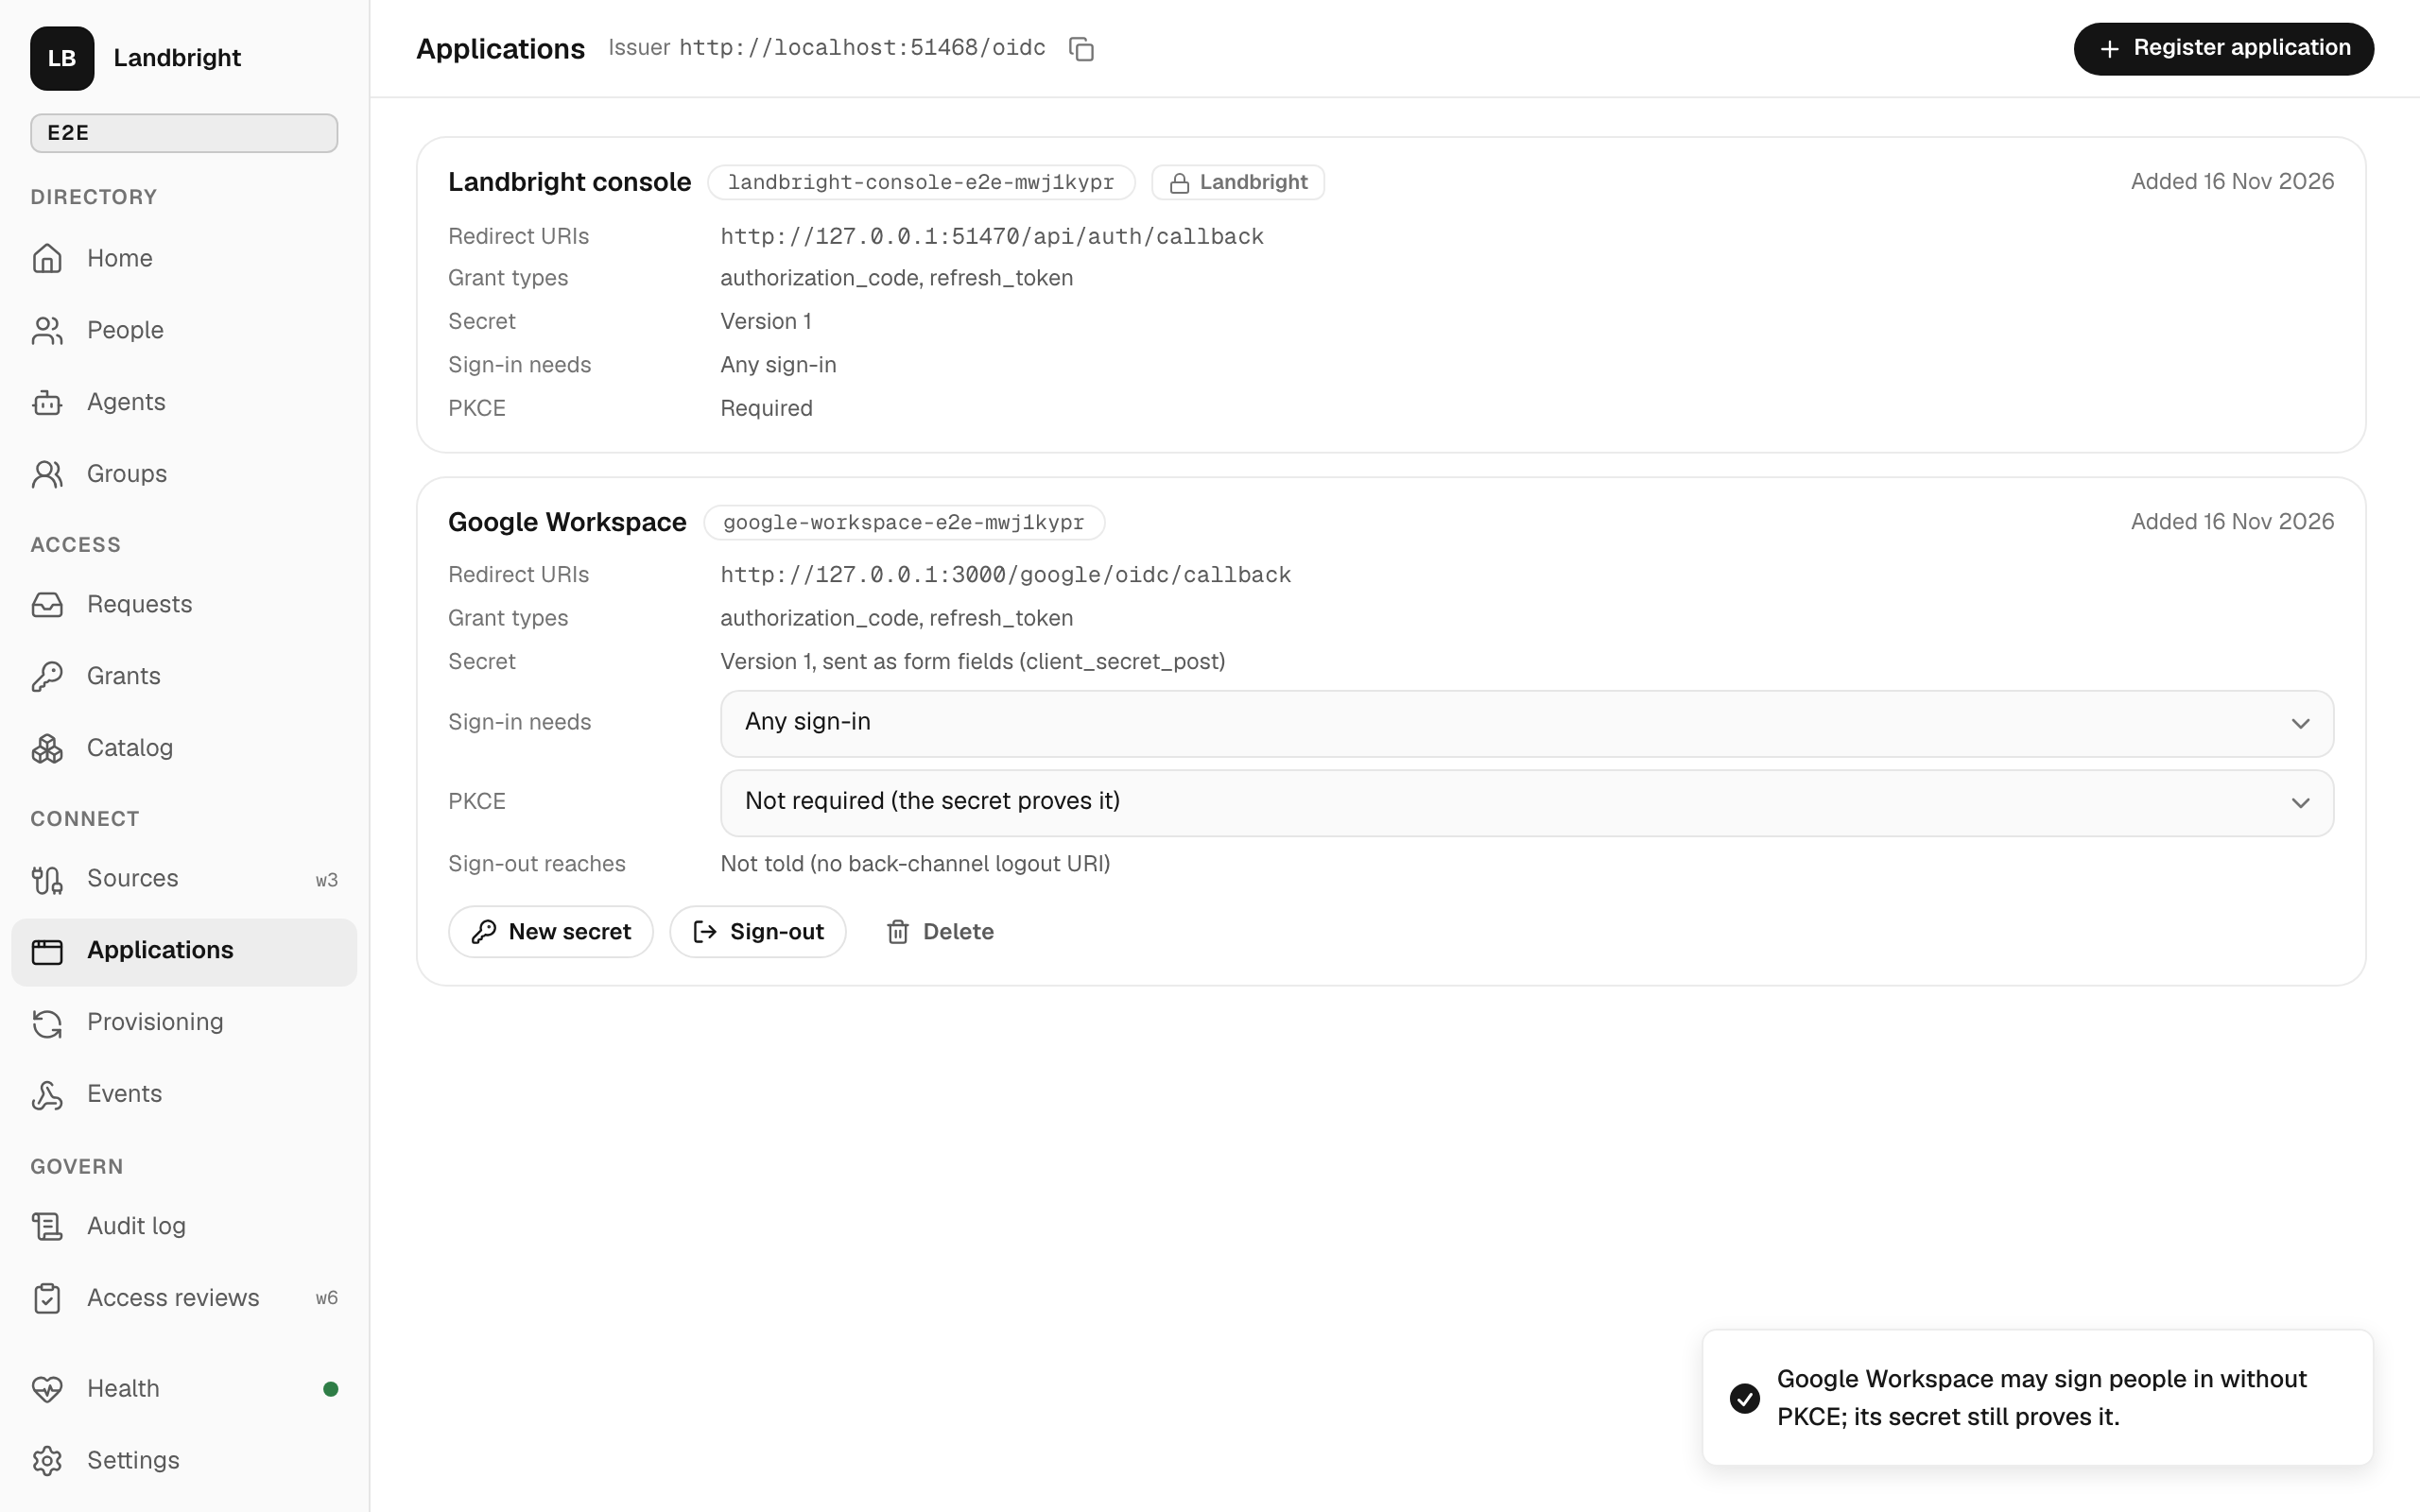 LB Landbright
E2E
DIRECTORY
Home
People
Agents
Groups
ACCESS
Requests
Grants
Catalog
CONNECT
Sources w3
Applications
Provisioning
Events
GOVERN
Audit log
Access reviews w6
Health
Settings
Applications Issuer http://localhost:51468/oidc
Register application
Landbright console landbright-console-e2e-mwj1kypr Landbright Added 16 Nov 2026
Redirect URIs http://127.0.0.1:51470/api/auth/callback
Grant types authorization_code, refresh_token
Secret Version 1
Sign-in needs Any sign-in
PKCE Required
Google Workspace google-workspace-e2e-mwj1kypr Added 16 Nov 2026
Redirect URIs http://127.0.0.1:3000/google/oidc/callback
Grant types authorization_code, refresh_token
Secret Version 1, sent as form fields (client_secret_post)
Sign-in needs Any sign-in
PKCE Not required (the secret proves it)
Sign-out reaches Not told (no back-channel logout URI)
New secret Sign-out Delete
Google Workspace may sign people in without
PKCE; its secret still proves it.